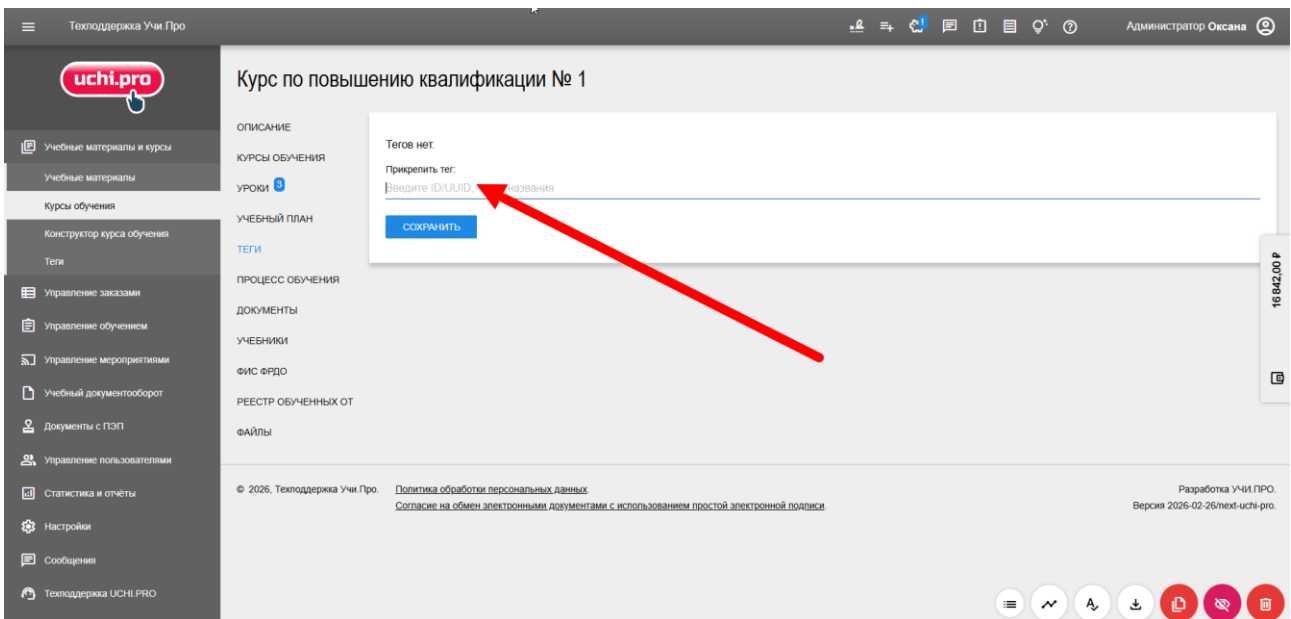 Техподдержка Учи.Про
Администратор Оксана
uchi.pro
Учебные материалы и курсы
Учебные материалы
Курсы обучения
Конструктор курса обучения
Теги
Управление заказами
Управление обучением
Управление мероприятиями
Учебный документооборот
Документы с ПЭП
Управление пользователями
Статистика и отчёты
Настройки
Сообщения
Техподдержка UCHI.PRO
Курс по повышению квалификации № 1
ОПИСАНИЕ
КУРСЫ ОБУЧЕНИЯ
УРОКИ 3
УЧЕБНЫЙ ПЛАН
ТЕГИ
ПРОЦЕСС ОБУЧЕНИЯ
ДОКУМЕНТЫ
УЧЕБНИКИ
ФИС ФРДО
РЕЕСТР ОБУЧЕННЫХ ОТ
ФАЙЛЫ
Тегов нет.
Прикрепить тег:
Введите ID/UUID, названия
СОХРАНИТЬ
16 842,00 ₽
© 2026, Техподдержка Учи.Про.
Политика обработки персональных данных.
Согласие на обмен электронными документами с использованием простой электронной подписи.
Разработка УЧИ.ПРО.
Версия 2026-02-26/next-uchi-pro.